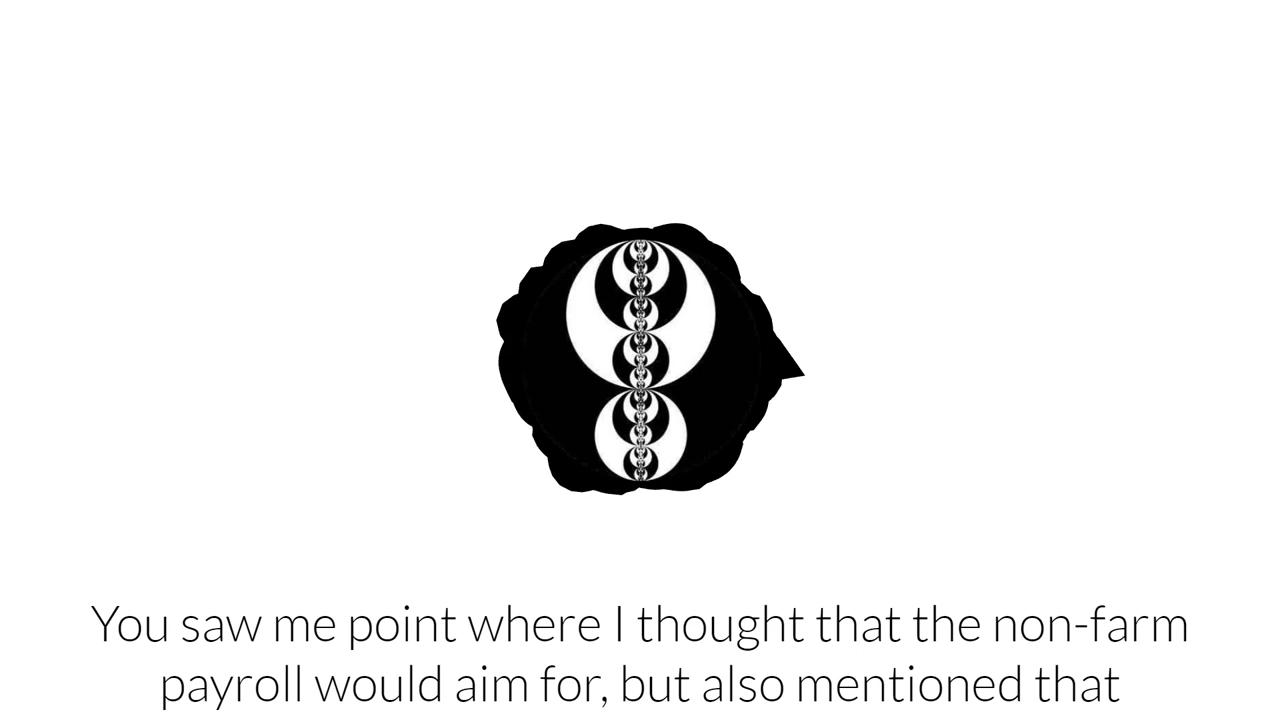 You saw me point where I thought that the non-farm
payroll would aim for, but also mentioned that